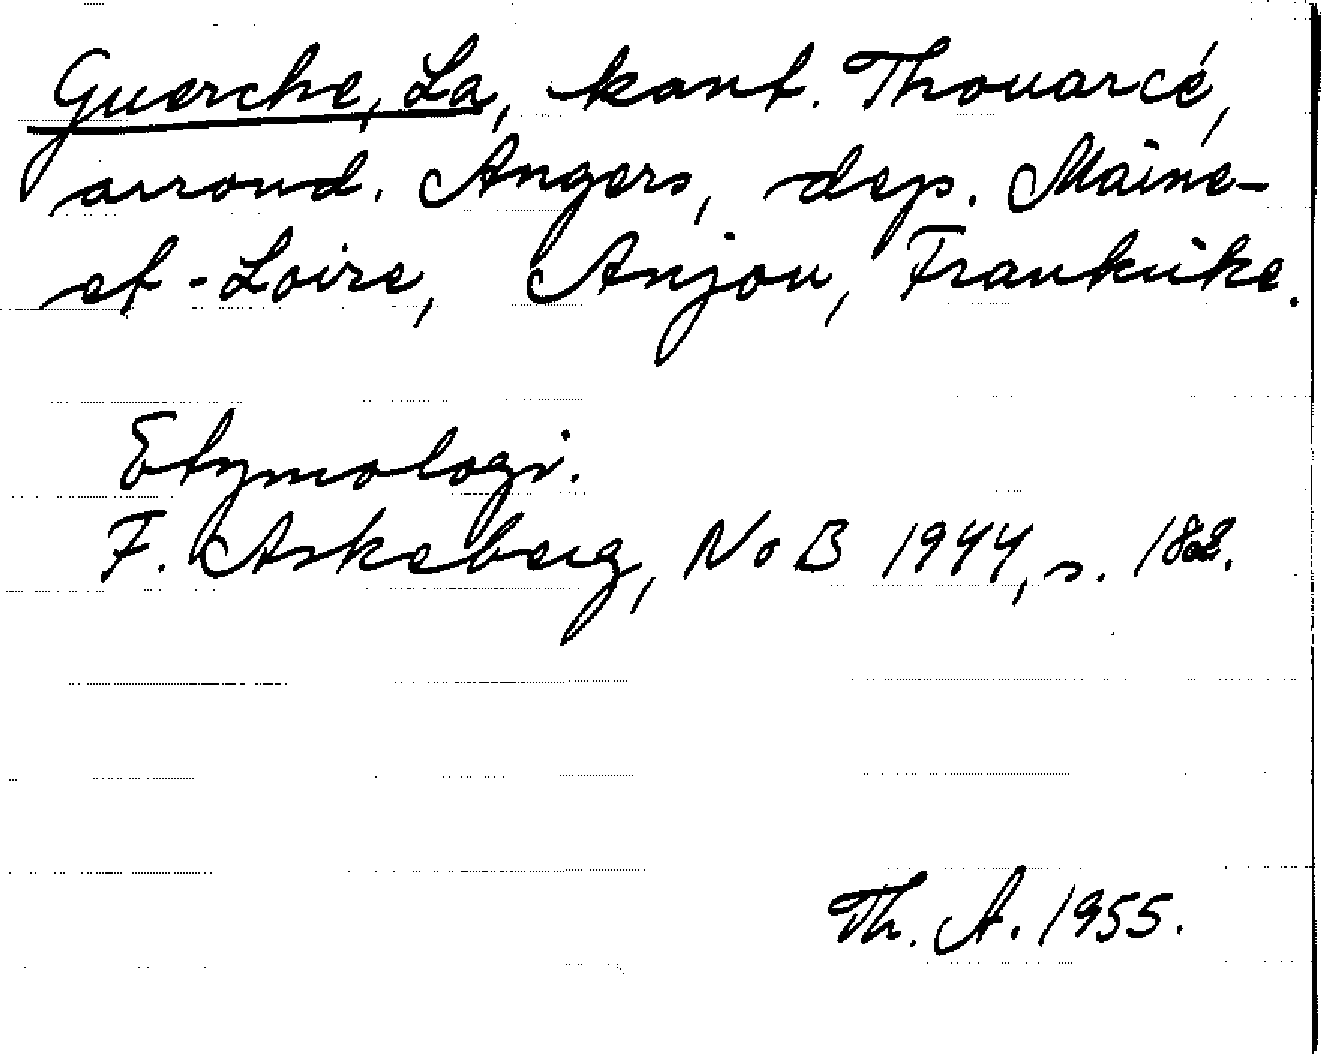 Guerche, La, kant. Thouarcé,
arrond. Angers, dep. Maine-
et-Loire, Anjou, Frankrike.
Etymologi.
F. Askeberg, NoB 1944, s. 182.
Th. A. 1955.